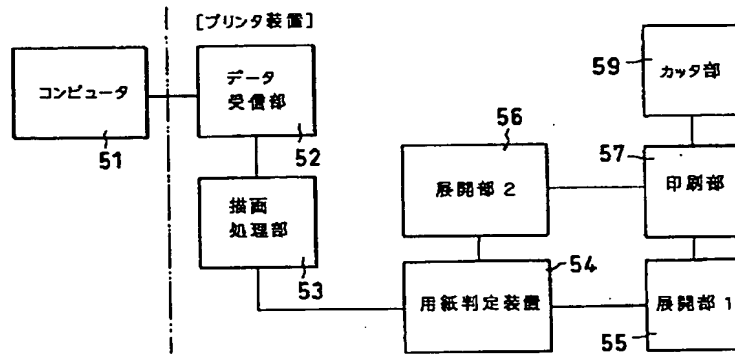 [プリンタ装置]
コンピュータ
51
データ
受信部
52
描画
処理部
53
56
展開部 2
54
用紙判定装置
59
カッタ部
57
印刷部
展開部 1
55